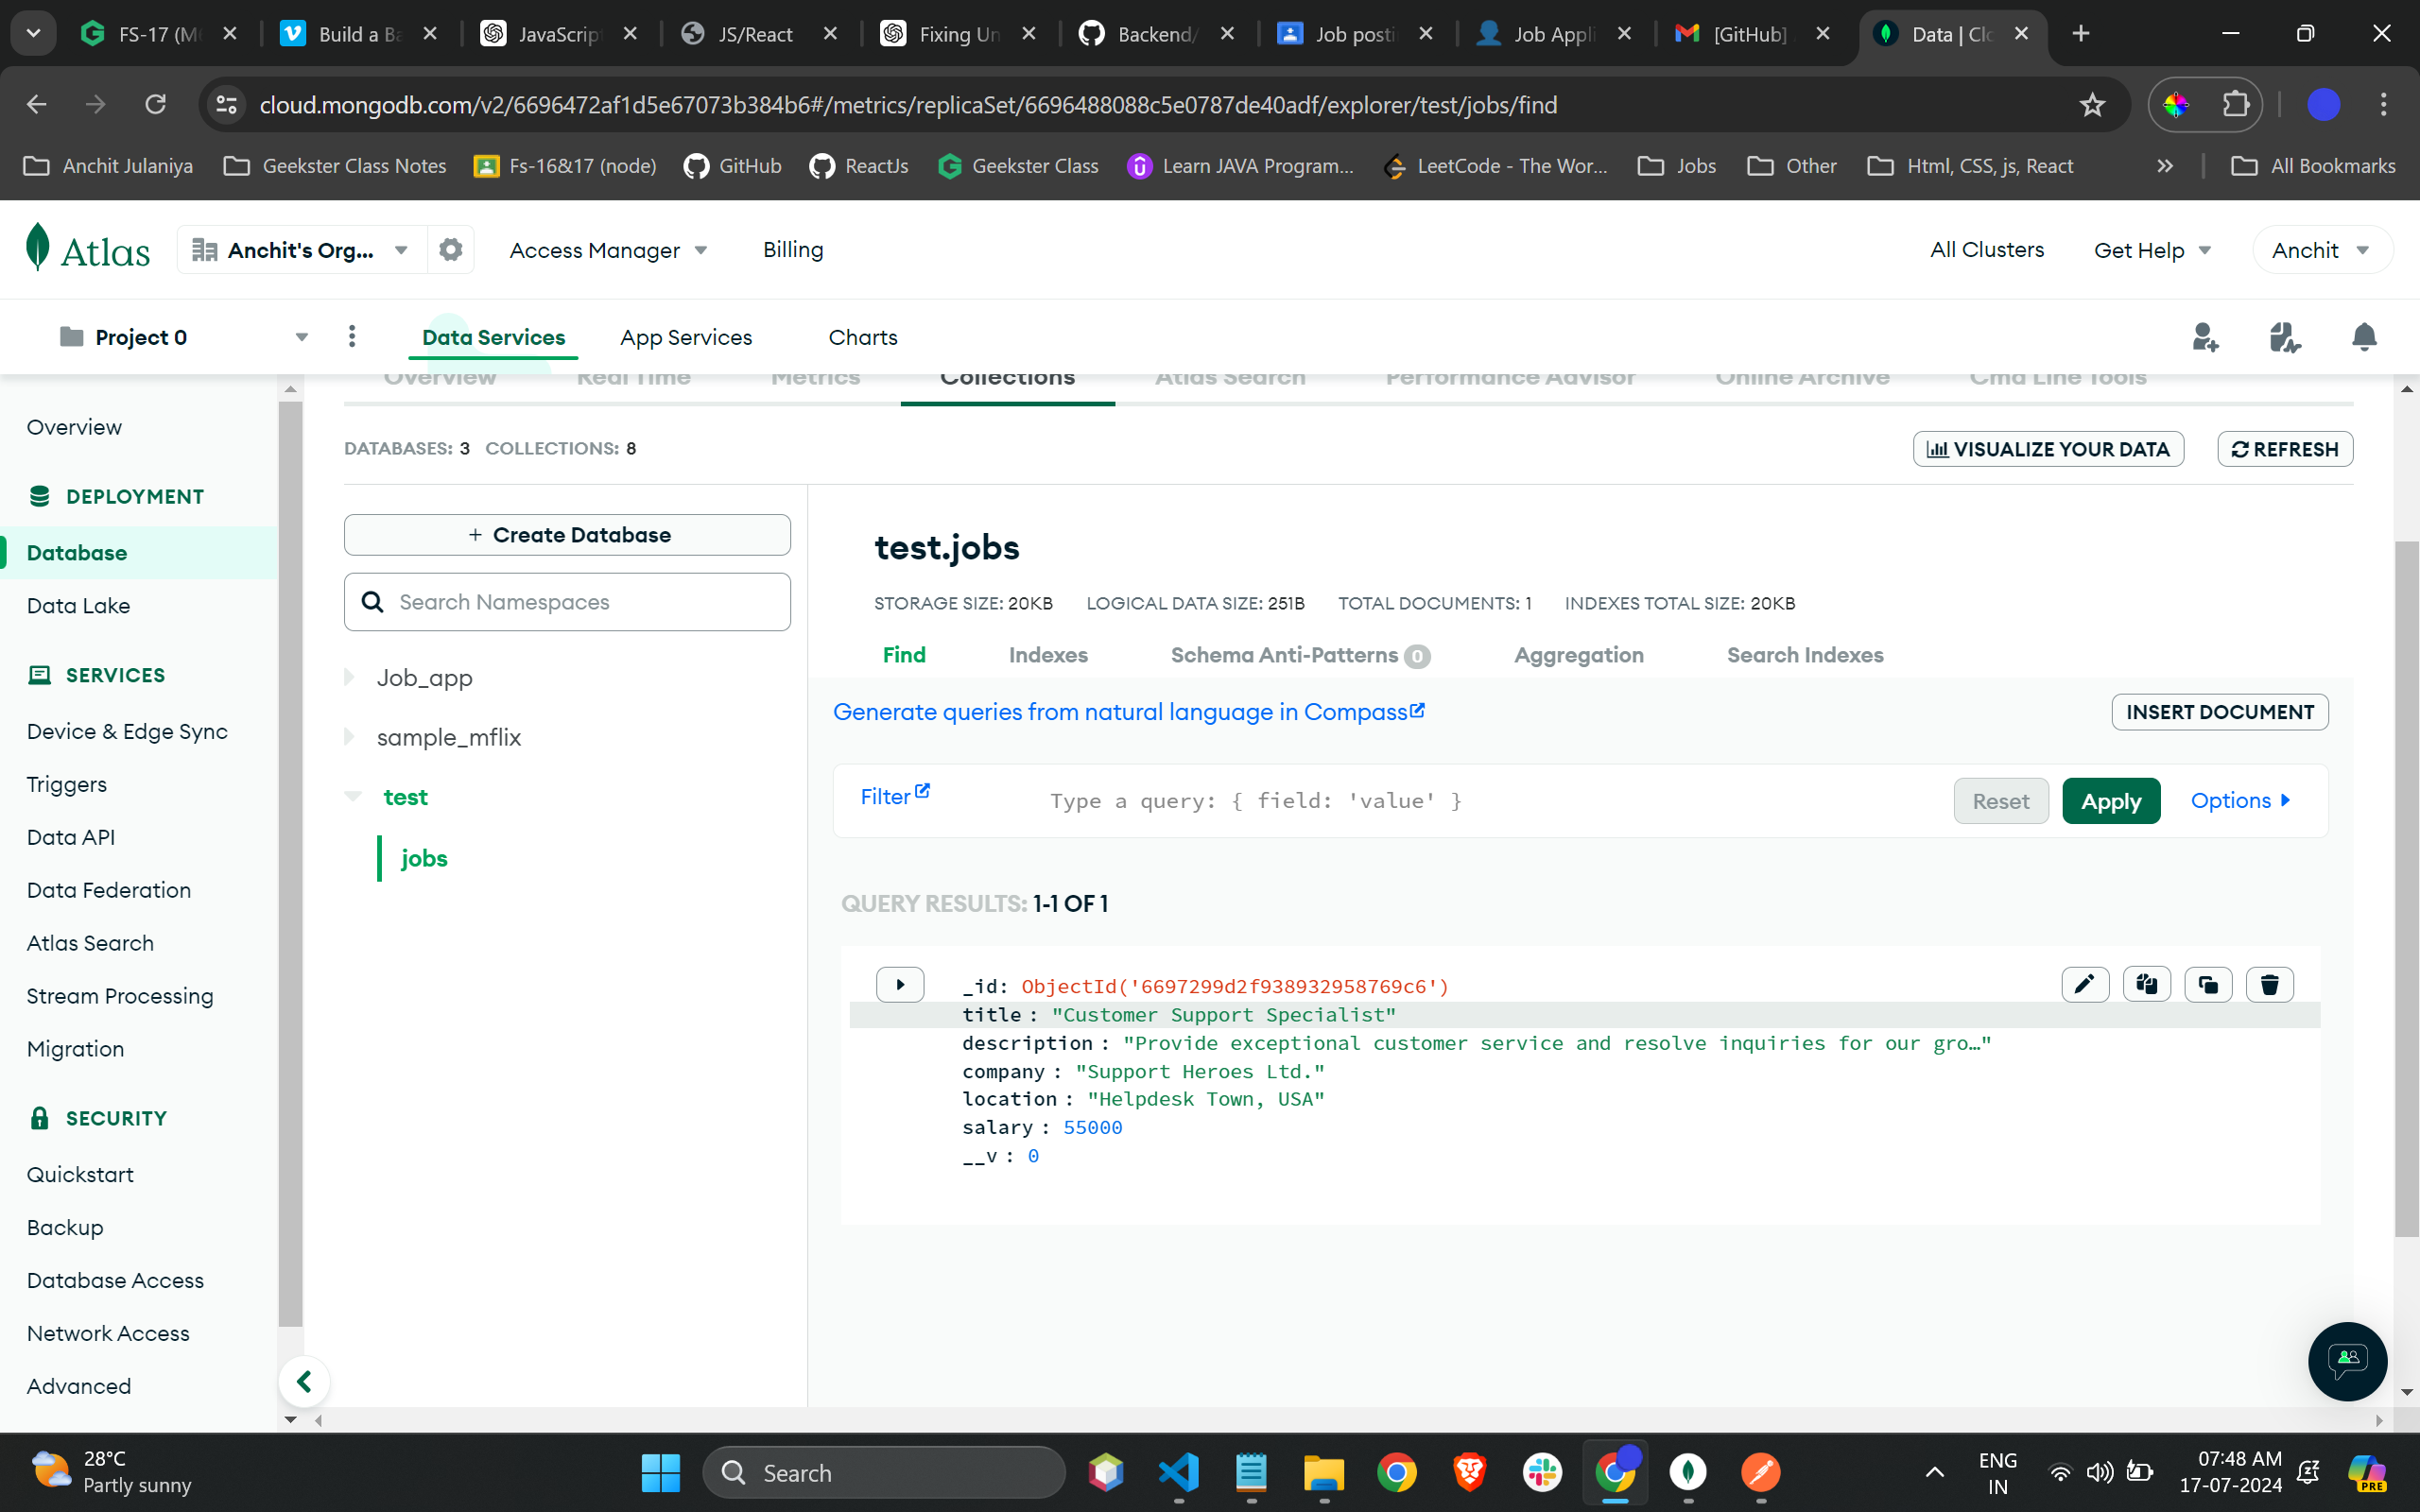 FS-17 (M
Build a Ba
JavaScrip
JS/React
Fixing Un
Backend/
Job posti
Job Appli
[GitHub]
Data | Clo
cloud.mongodb.com/v2/6696472af1d5e67073b384b6#/metrics/replicaSet/6696488088c5e0787de40adf/explorer/test/jobs/find
Anchit Julaniya
Geekster Class Notes
Fs-16&17 (node)
GitHub
ReactJs
Geekster Class
Learn JAVA Program...
LeetCode - The Wor...
Jobs
Other
Html, CSS, js, React
All Bookmarks
Atlas
Anchit's Org...
Access Manager
Billing
All Clusters
Get Help
Anchit
Project 0
Data Services
App Services
Charts
Overview
Real Time
Metrics
Collections
Atlas Search
Performance Advisor
Online Archive
Cmd Line Tools
Overview
DEPLOYMENT
Database
Data Lake
SERVICES
Device & Edge Sync
Triggers
Data API
Data Federation
Atlas Search
Stream Processing
Migration
SECURITY
Quickstart
Backup
Database Access
Network Access
Advanced
DATABASES: 3 COLLECTIONS: 8
VISUALIZE YOUR DATA
REFRESH
+ Create Database
Search Namespaces
Job_app
sample_mflix
test
jobs
test.jobs
STORAGE SIZE: 20KB LOGICAL DATA SIZE: 251B TOTAL DOCUMENTS: 1 INDEXES TOTAL SIZE: 20KB
Find
Indexes
Schema Anti-Patterns 0
Aggregation
Search Indexes
Generate queries from natural language in Compass
INSERT DOCUMENT
Filter
Type a query: { field: 'value' }
Reset
Apply
Options
QUERY RESULTS: 1-1 OF 1
_id: ObjectId('6697299d2f938932958769c6')
title : "Customer Support Specialist"
description : "Provide exceptional customer service and resolve inquiries for our gro…"
company : "Support Heroes Ltd."
location : "Helpdesk Town, USA"
salary : 55000
__v : 0
28°C
Partly sunny
Search
ENG
IN
07:48 AM
17-07-2024
PRE